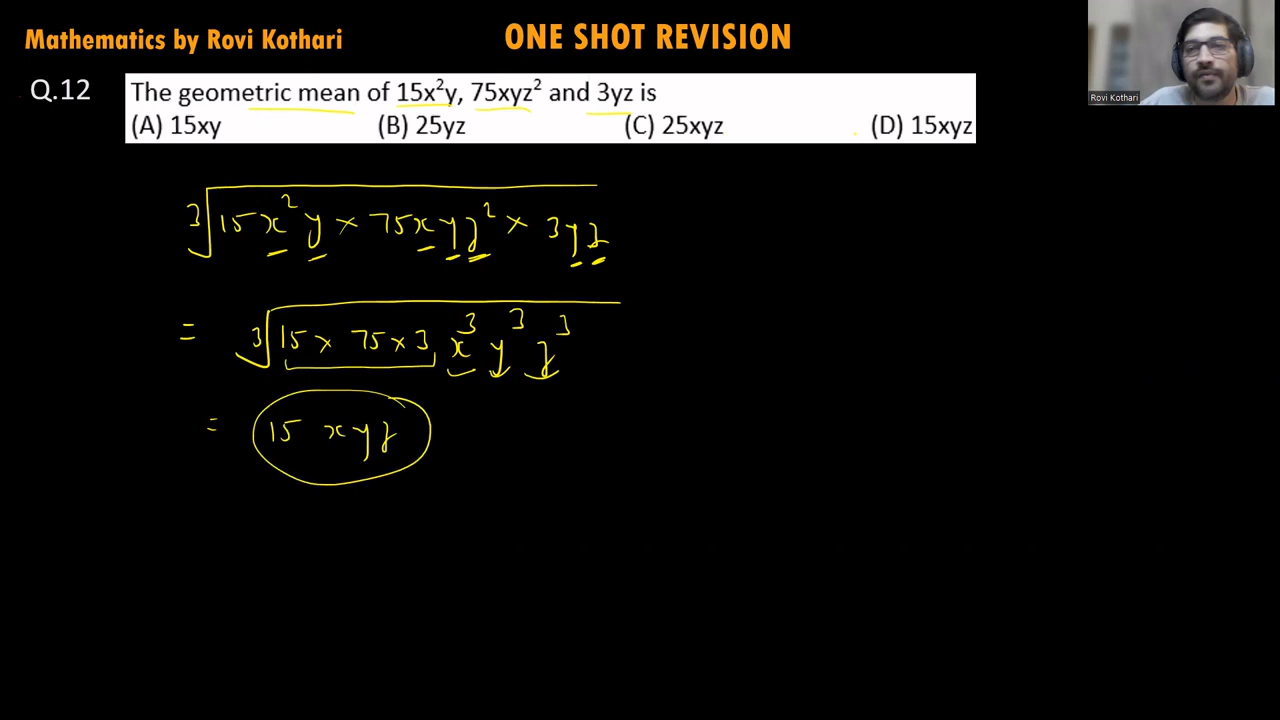 Mathematics by Rovi Kothari
ONE SHOT REVISION
Rovi Kothari
Q.12
The geometric mean of 15x²y, 75xyz² and 3yz is
(A) 15xy (B) 25yz (C) 25xyz (D) 15xyz
∛(15x²y × 75xyz² × 3yz)
= ∛(15 × 75 × 3 x³ y³ z³)
= 15 xyz